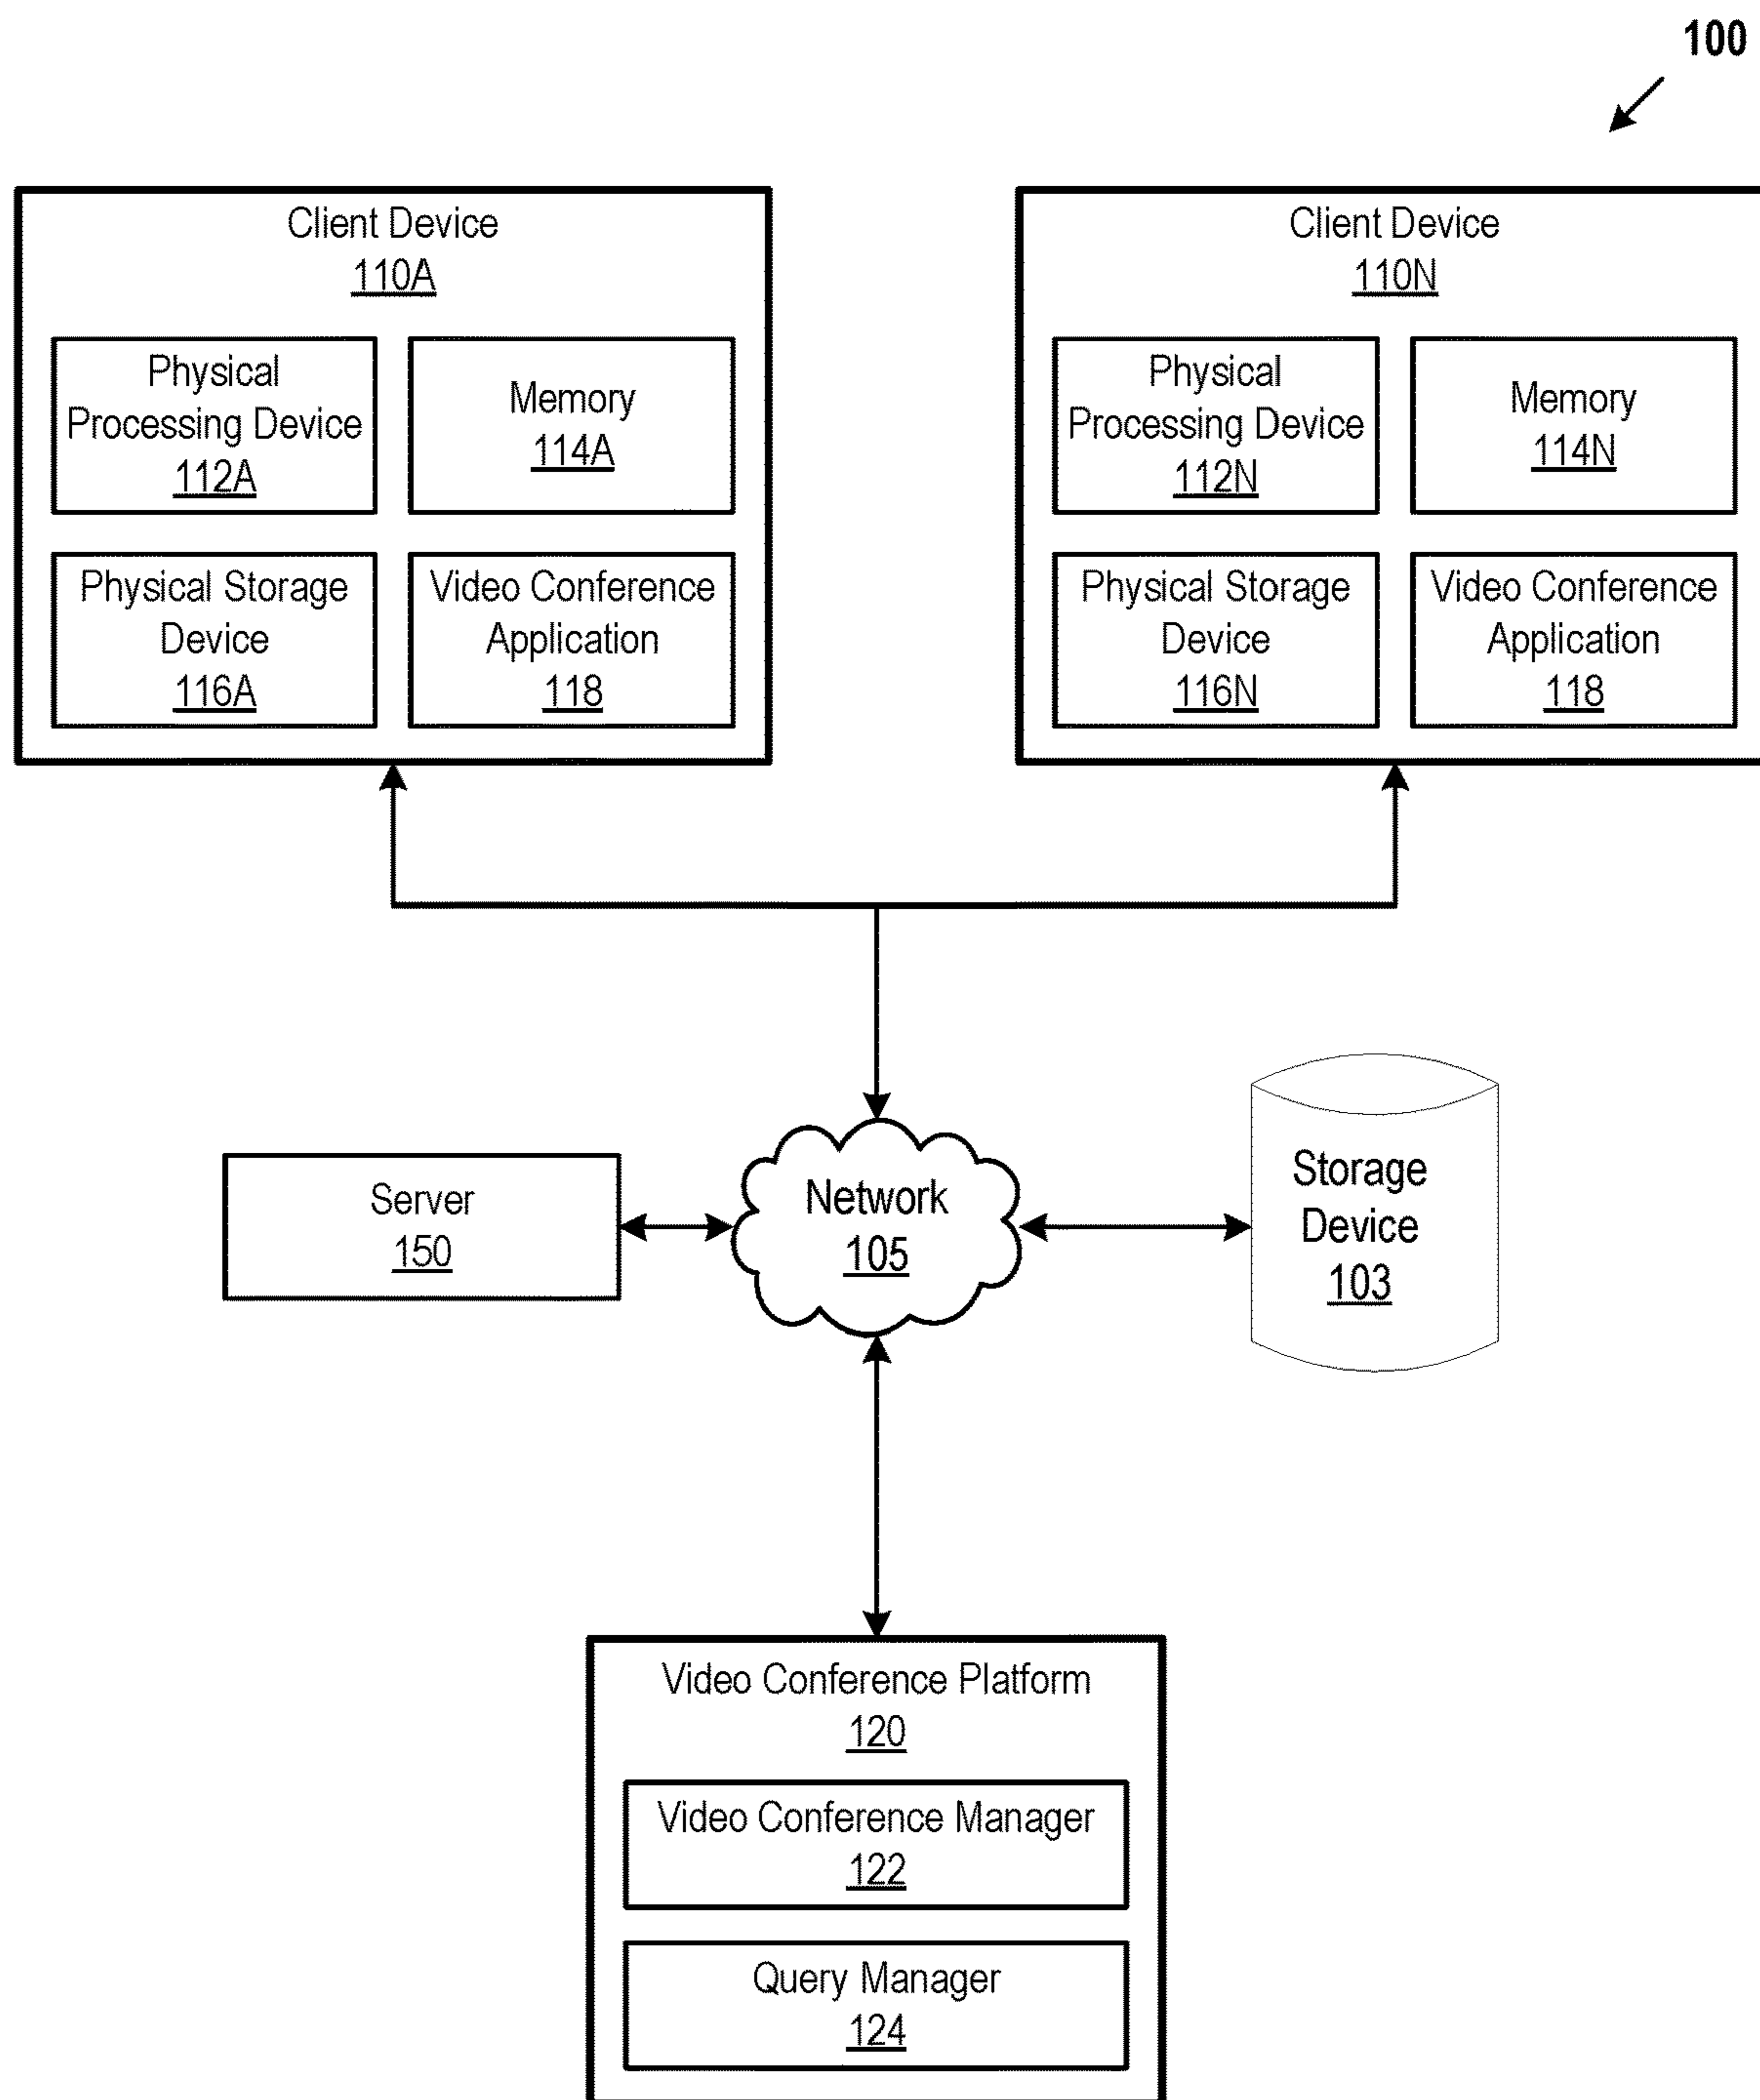 100
Client Device
110A
Physical
Processing Device
112A
Memory
114A
Physical Storage
Device
116A
Video Conference
Application
118
Client Device
110N
Physical
Processing Device
112N
Memory
114N
Physical Storage
Device
116N
Video Conference
Application
118
Server
150
Network
105
Storage
Device
103
Video Conference Platform
120
Video Conference Manager
122
Query Manager
124